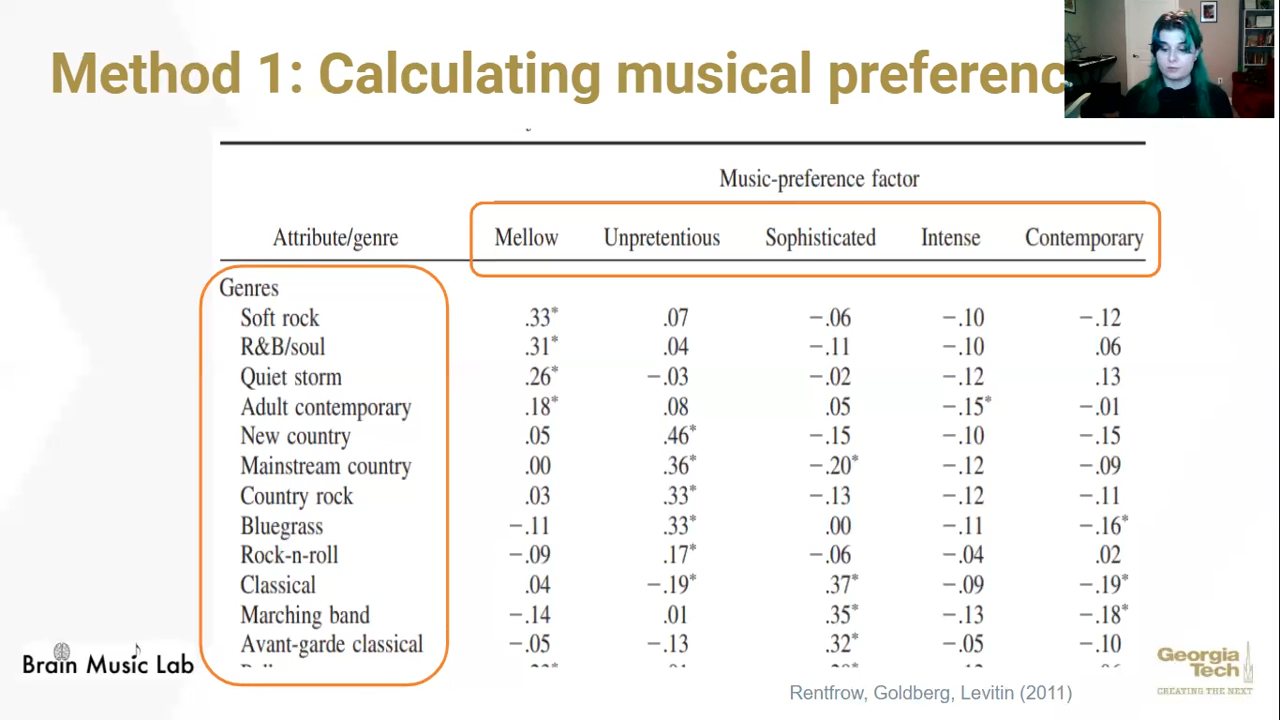 Method 1: Calculating musical preferenc
Music-preference factor
Attribute/genre Mellow Unpretentious Sophisticated Intense Contemporary
Genres
Soft rock .33* .07 −.06 −.10 −.12
R&B/soul .31* .04 −.11 −.10 .06
Quiet storm .26* −.03 −.02 −.12 .13
Adult contemporary .18* .08 .05 −.15* −.01
New country .05 .46* −.15 −.10 −.15
Mainstream country .00 .36* −.20* −.12 −.09
Country rock .03 .33* −.13 −.12 −.11
Bluegrass −.11 .33* .00 −.11 −.16*
Rock-n-roll −.09 .17* −.06 −.04 .02
Classical .04 −.19* .37* −.09 −.19*
Marching band −.14 .01 .35* −.13 −.18*
Avant-garde classical −.05 −.13 .32* −.05 −.10
Brain Music Lab
Georgia
Tech
CREATING THE NEXT
Rentfrow, Goldberg, Levitin (2011)